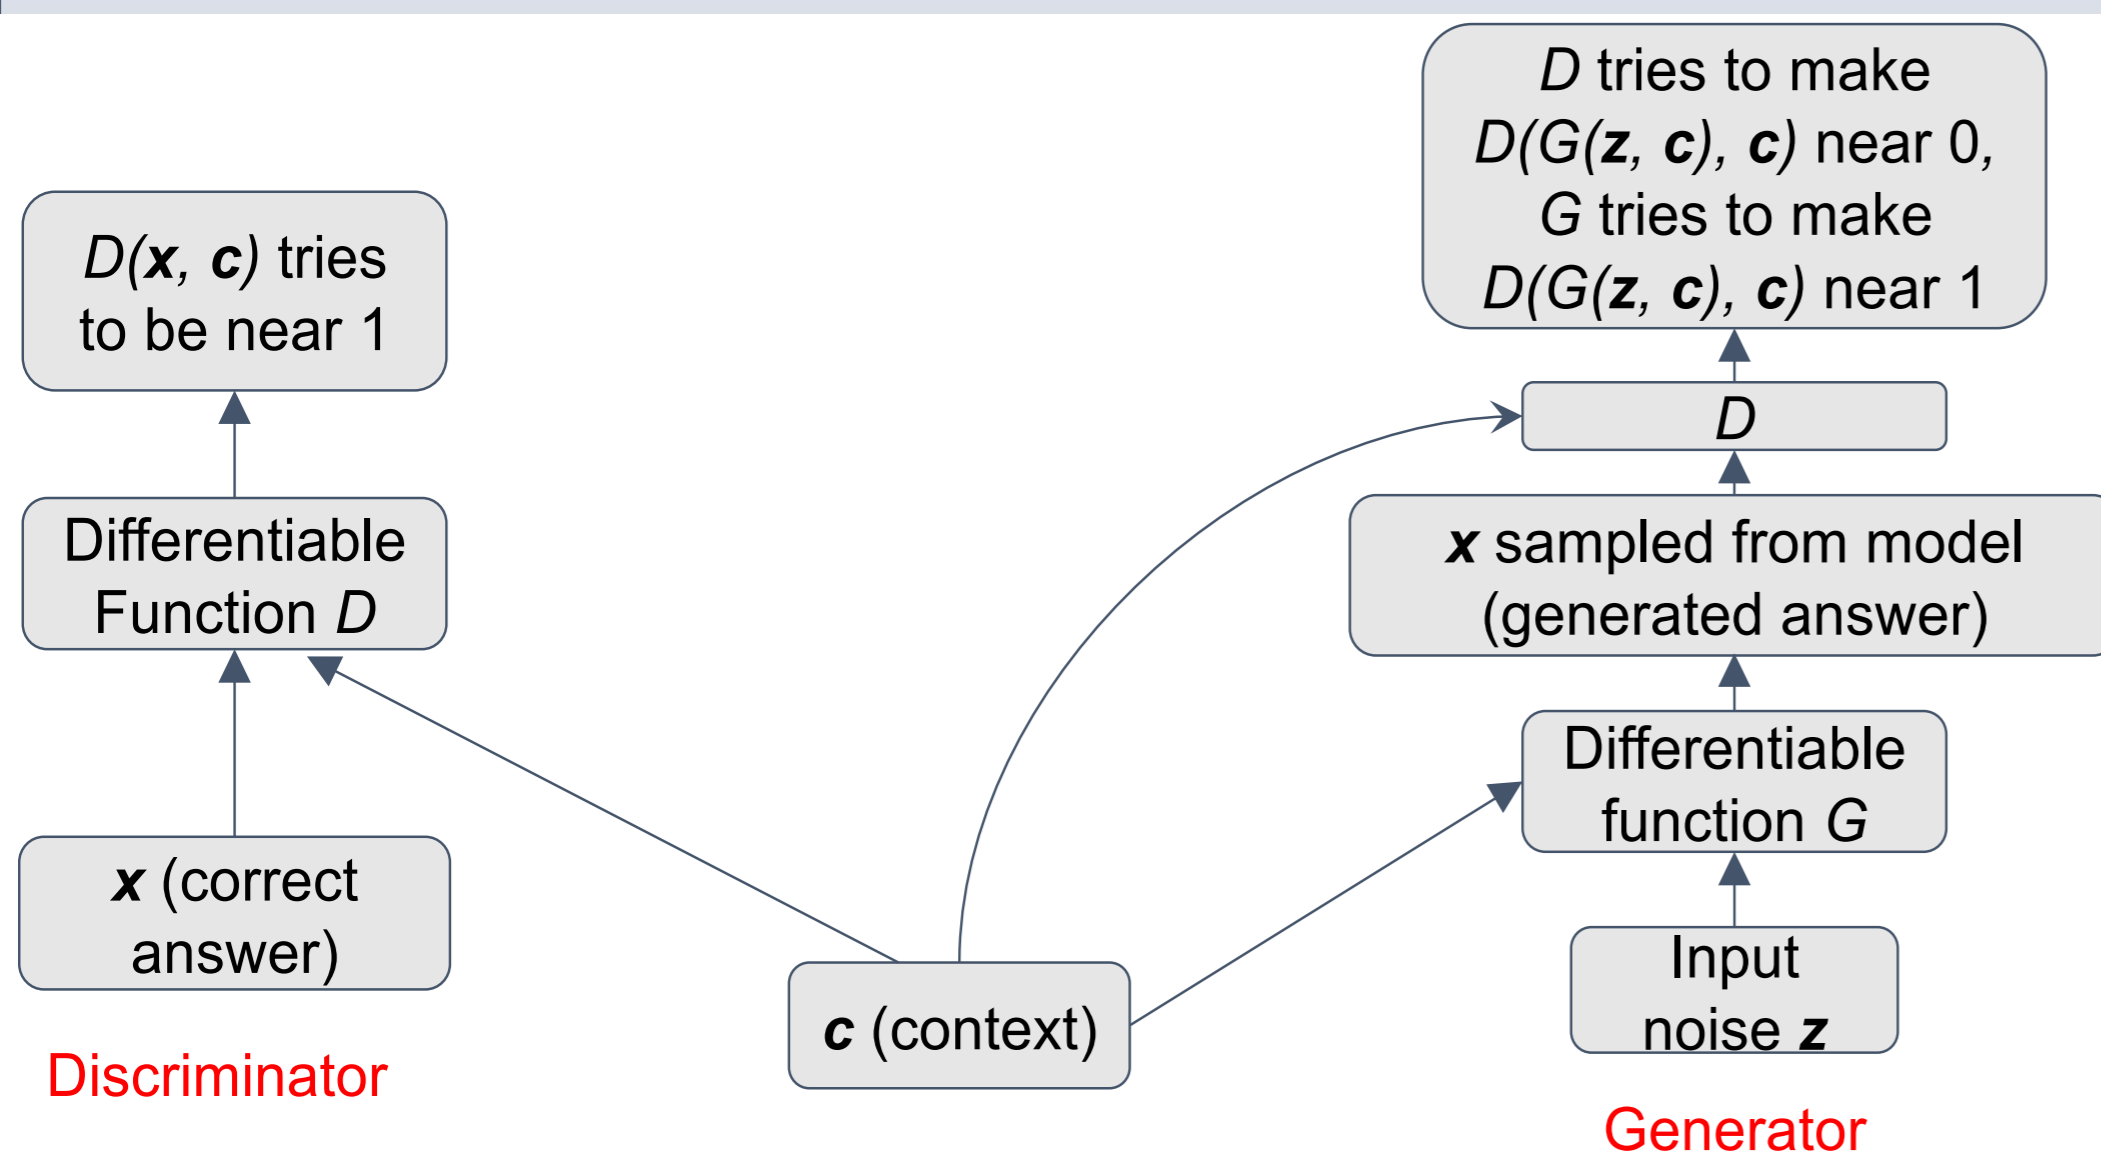 D(x, c) tries
to be near 1
Differentiable
Function D
x (correct
answer)
Discriminator
c (context)
D tries to make
D(G(z, c), c) near 0,
G tries to make
D(G(z, c), c) near 1
D
x sampled from model
(generated answer)
Differentiable
function G
Input
noise z
Generator